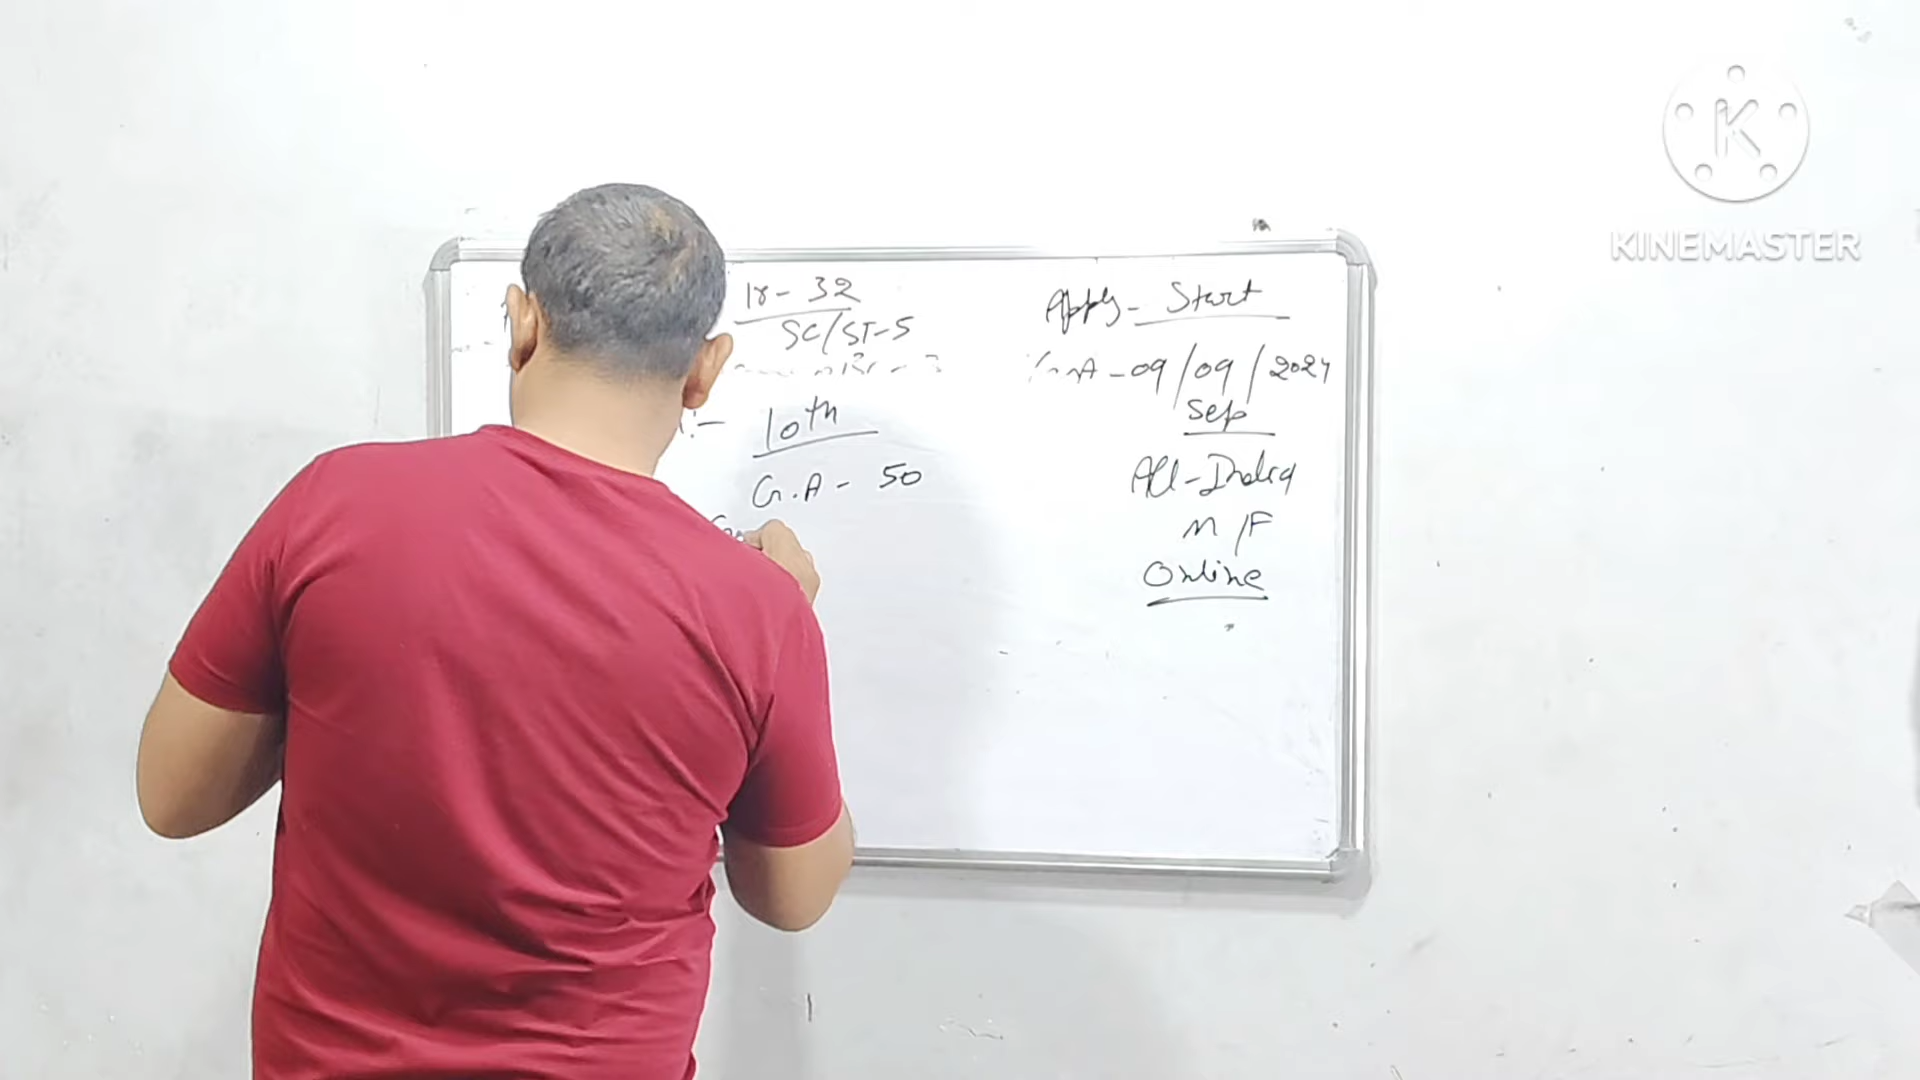 18 - 32
SC/ST-5
:- 10th
G.A - 50
Apply - Start
- 09/09/2024
Sep
All-India
M/F
Online
K
KINEMASTER